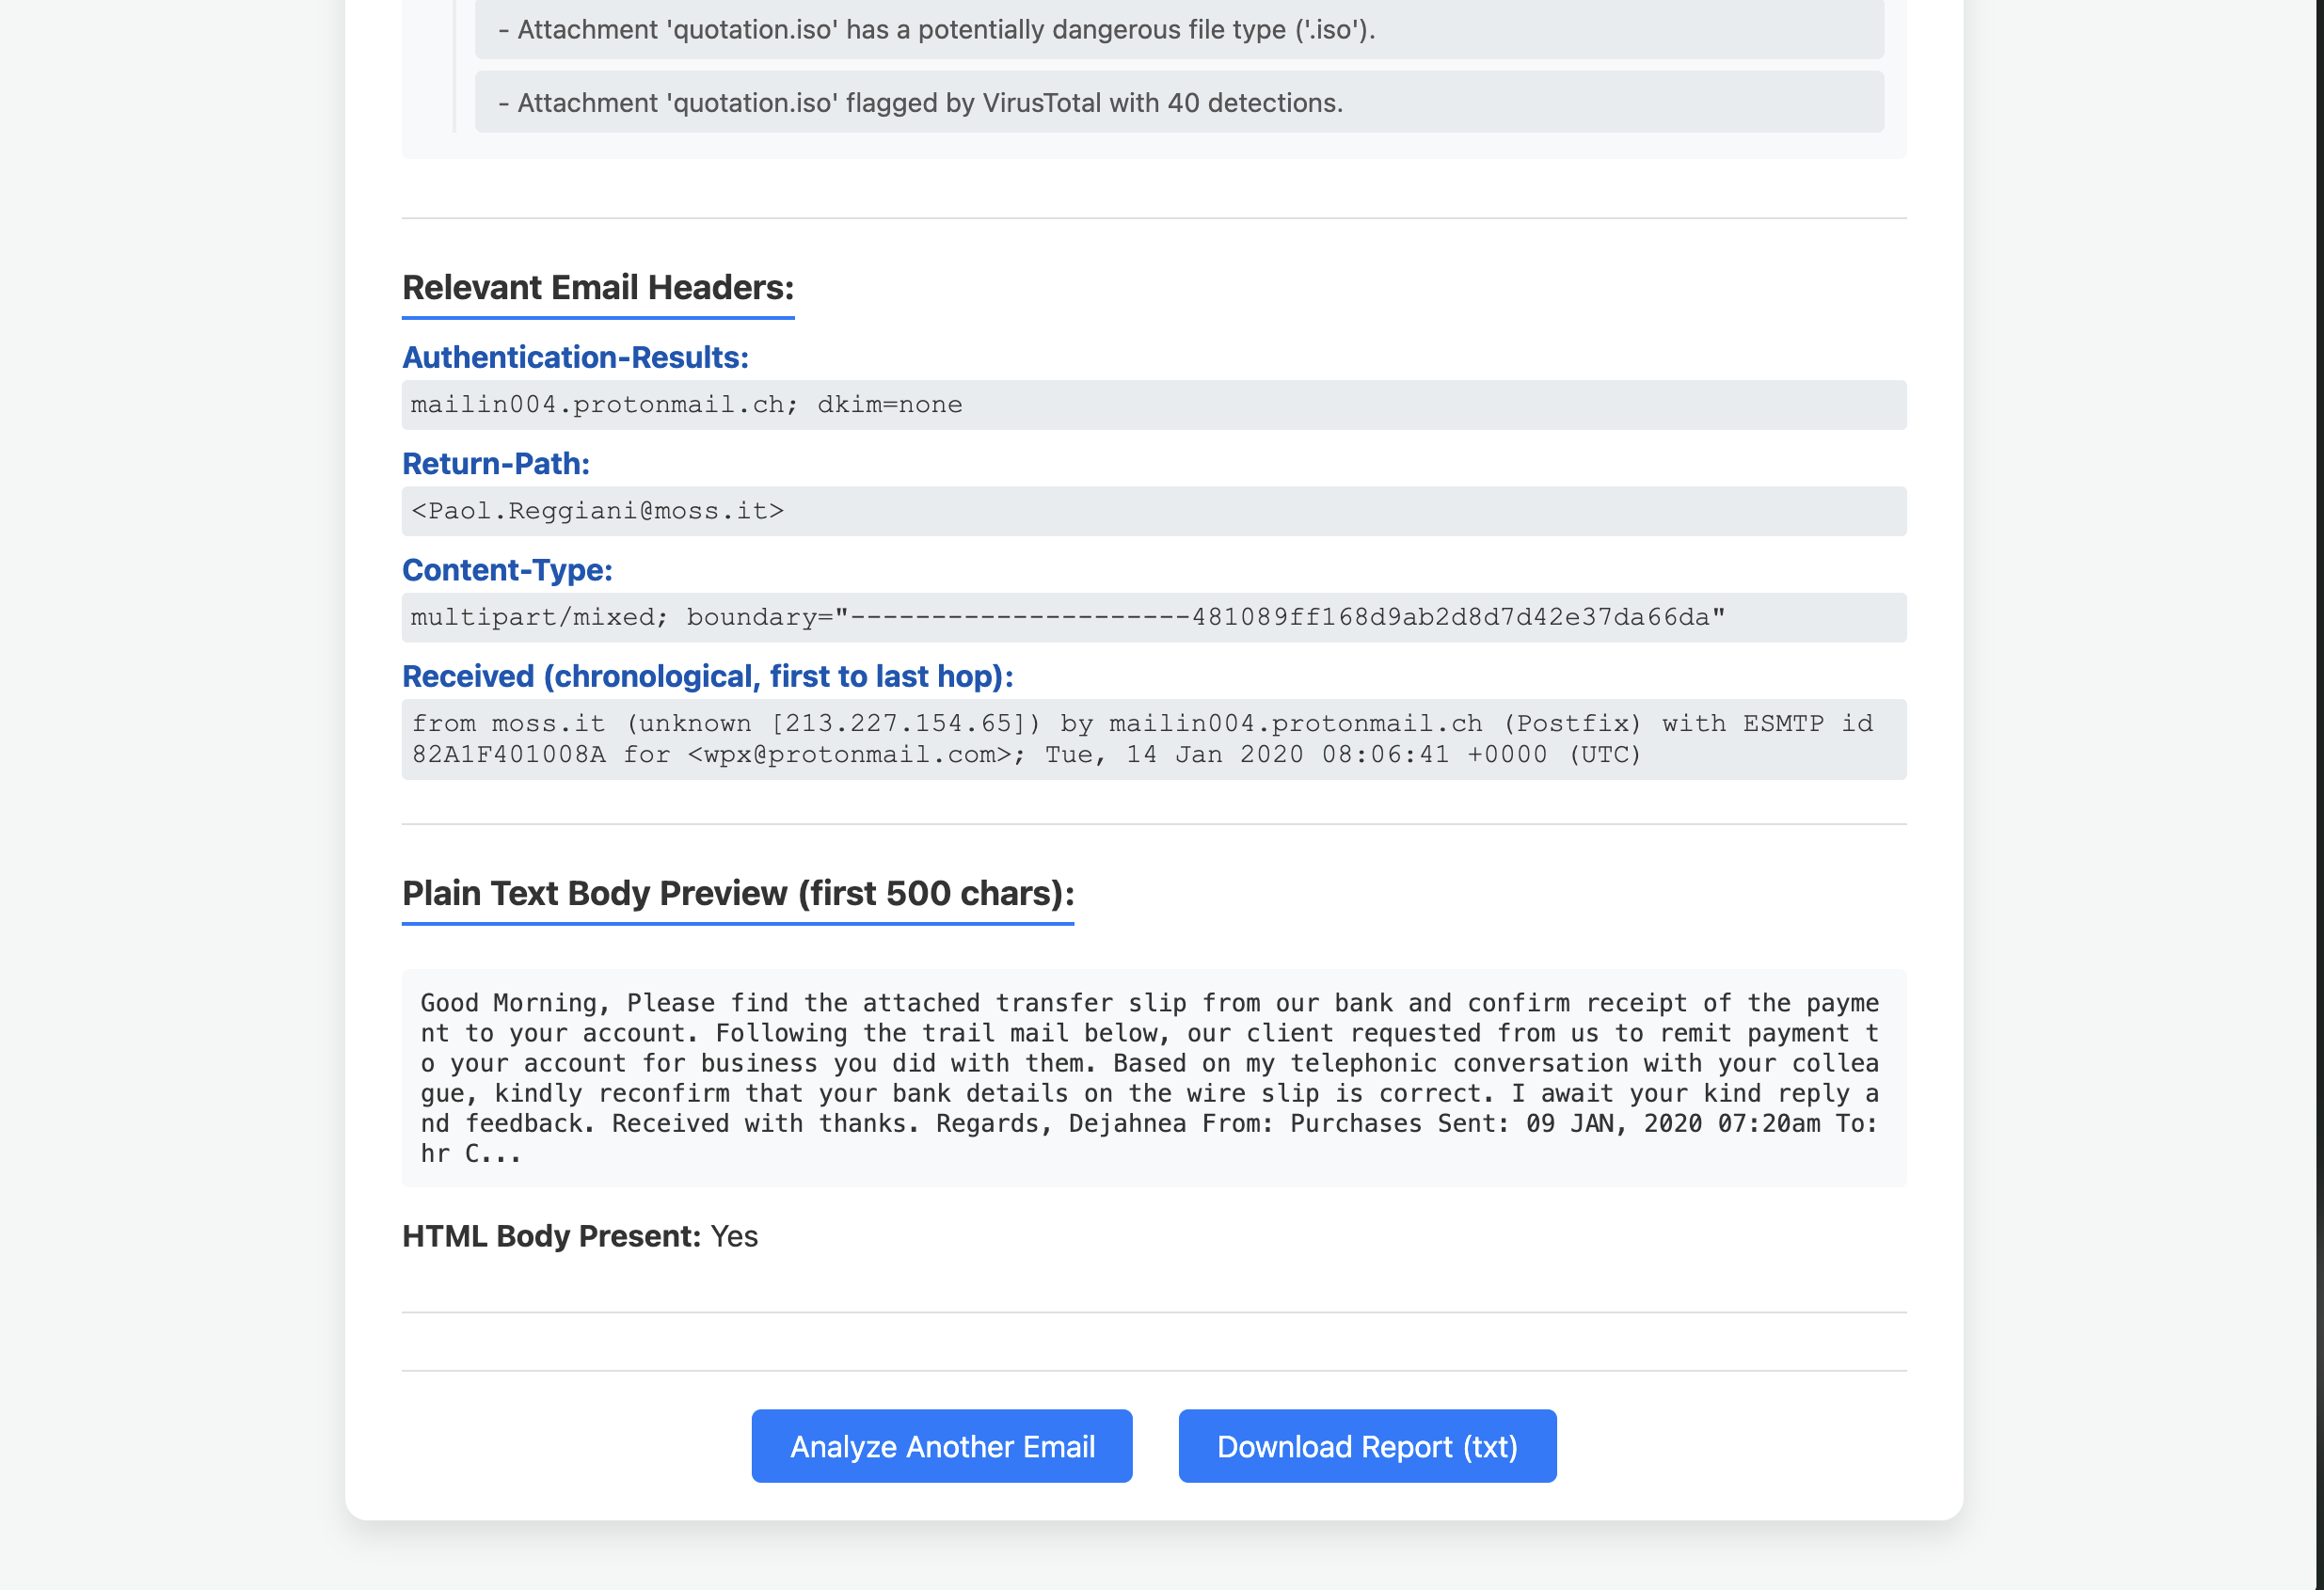 - Attachment 'quotation.iso' has a potentially dangerous file type ('.iso').
- Attachment 'quotation.iso' flagged by VirusTotal with 40 detections.
Relevant Email Headers:
Authentication-Results:
mailin004.protonmail.ch; dkim=none
Return-Path:
<Paol.Reggiani@moss.it>
Content-Type:
multipart/mixed; boundary="---------------------481089ff168d9ab2d8d7d42e37da66da"
Received (chronological, first to last hop):
from moss.it (unknown [213.227.154.65]) by mailin004.protonmail.ch (Postfix) with ESMTP id
82A1F401008A for <wpx@protonmail.com>; Tue, 14 Jan 2020 08:06:41 +0000 (UTC)
Plain Text Body Preview (first 500 chars):
Good Morning, Please find the attached transfer slip from our bank and confirm receipt of the payme
nt to your account. Following the trail mail below, our client requested from us to remit payment t
o your account for business you did with them. Based on my telephonic conversation with your collea
gue, kindly reconfirm that your bank details on the wire slip is correct. I await your kind reply a
nd feedback. Received with thanks. Regards, Dejahnea From: Purchases Sent: 09 JAN, 2020 07:20am To:
hr C...
HTML Body Present: Yes
Analyze Another Email
Download Report (txt)